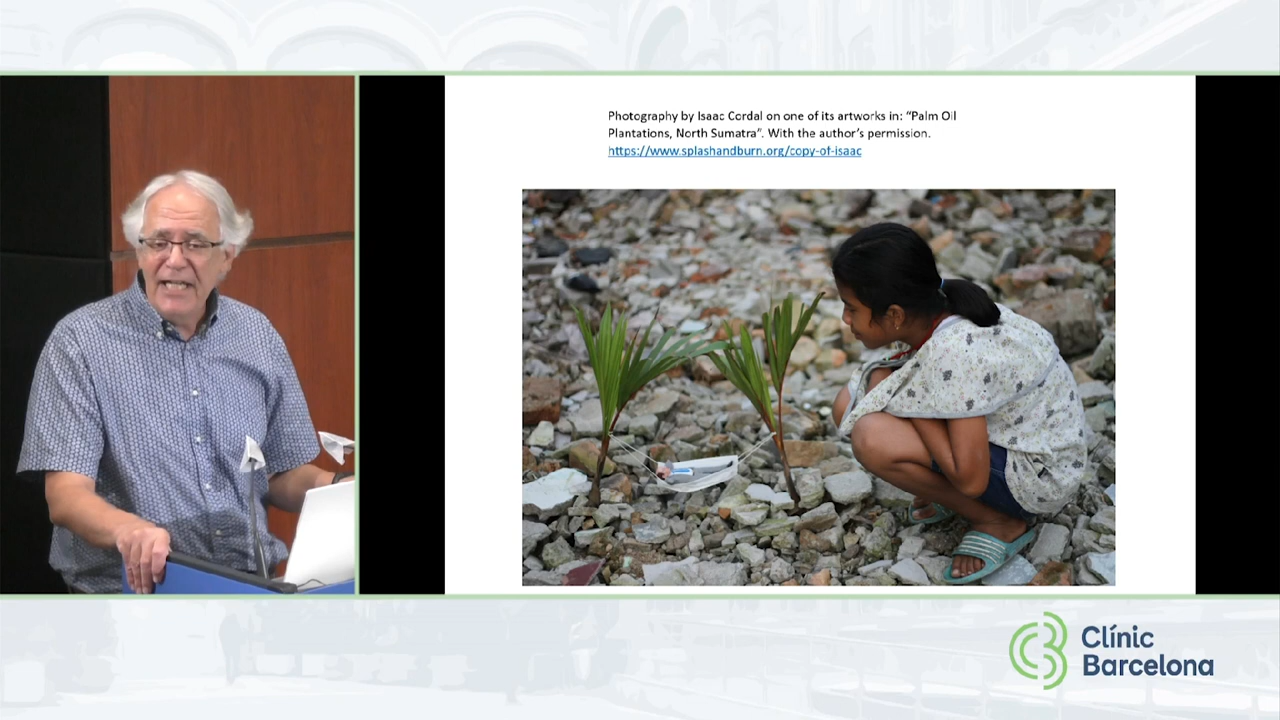 Photography by Isaac Cordal on one of its artworks in: “Palm Oil
Plantations, North Sumatra”. With the author’s permission.
https://www.splashandburn.org/copy-of-isaac
Clínic
Barcelona